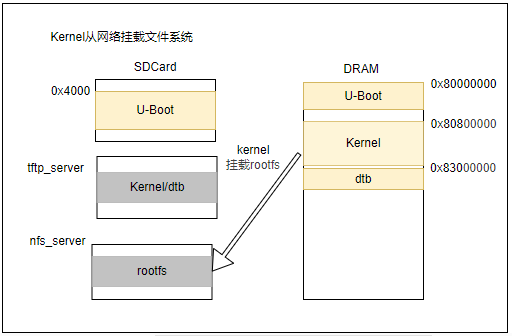 Kernel从网络挂载文件系统
SDCard
0x4000
U-Boot
tftp_server
Kernel/dtb
nfs_server
rootfs
kernel
挂载rootfs
DRAM
U-Boot
0x80000000
0x80800000
Kernel
0x83000000
dtb